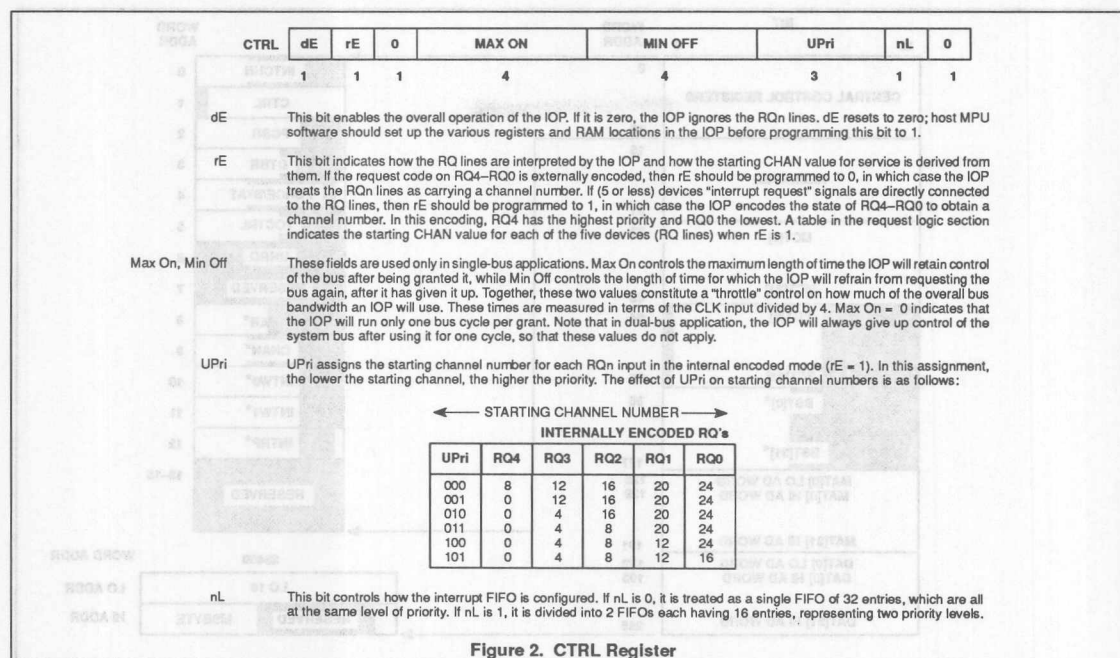 CTRL dE rE 0 MAX ON MIN OFF UPri nL 0
1 1 1 4 4 3 1 1
dE This bit enables the overall operation of the IOP. If it is zero, the IOP ignores the RQn lines. dE resets to zero; host MPU
software should set up the various registers and RAM locations in the IOP before programming this bit to 1.
rE This bit indicates how the RQ lines are interpreted by the IOP and how the starting CHAN value for service is derived from
them. If the request code on RQ4–RQ0 is externally encoded, then rE should be programmed to 0, in which case the IOP
treats the RQn lines as carrying a channel number. If (5 or less) devices "interrupt request" signals are directly connected
to the RQ lines, then rE should be programmed to 1, in which case the IOP encodes the state of RQ4–RQ0 to obtain a
channel number. In this encoding, RQ4 has the highest priority and RQ0 the lowest. A table in the request logic section
indicates the starting CHAN value for each of the five devices (RQ lines) when rE is 1.
Max On, Min Off These fields are used only in single-bus applications. Max On controls the maximum length of time the IOP will retain control
of the bus after being granted it, while Min Off controls the length of time for which the IOP will refrain from requesting the
bus again, after it has given it up. Together, these two values constitute a "throttle" control on how much of the overall bus
bandwidth an IOP will use. These times are measured in terms of the CLK input divided by 4. Max On = 0 indicates that
the IOP will run only one bus cycle per grant. Note that in dual-bus application, the IOP will always give up control of the
system bus after using it for one cycle, so that these values do not apply.
UPri UPri assigns the starting channel number for each RQn input in the internal encoded mode (rE = 1). In this assignment,
the lower the starting channel, the higher the priority. The effect of UPri on starting channel numbers is as follows:
STARTING CHANNEL NUMBER
INTERNALLY ENCODED RQ's
UPri RQ4 RQ3 RQ2 RQ1 RQ0
000 8 12 16 20 24
001 0 12 16 20 24
010 0 4 16 20 24
011 0 4 8 20 24
100 0 4 8 12 24
101 0 4 8 12 16
nL This bit controls how the interrupt FIFO is configured. If nL is 0, it is treated as a single FIFO of 32 entries, which are all
at the same level of priority. If nL is 1, it is divided into 2 FIFOs each having 16 entries, representing two priority levels.
Figure 2. CTRL Register